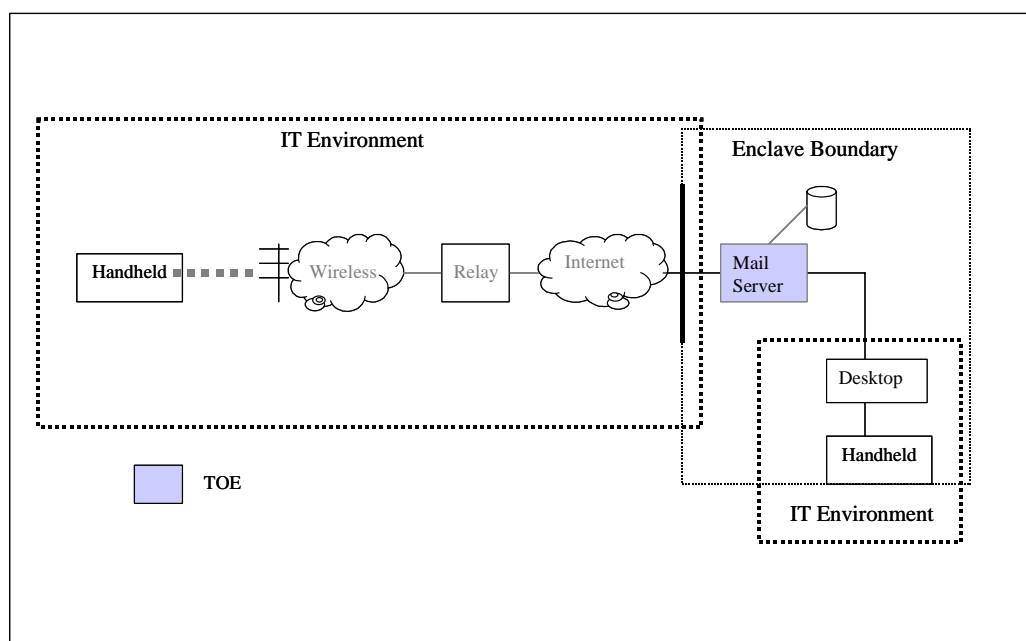 IT Environment
Enclave Boundary
Handheld
Wireless
Relay
Internet
Mail
Server
Desktop
Handheld
TOE
IT Environment